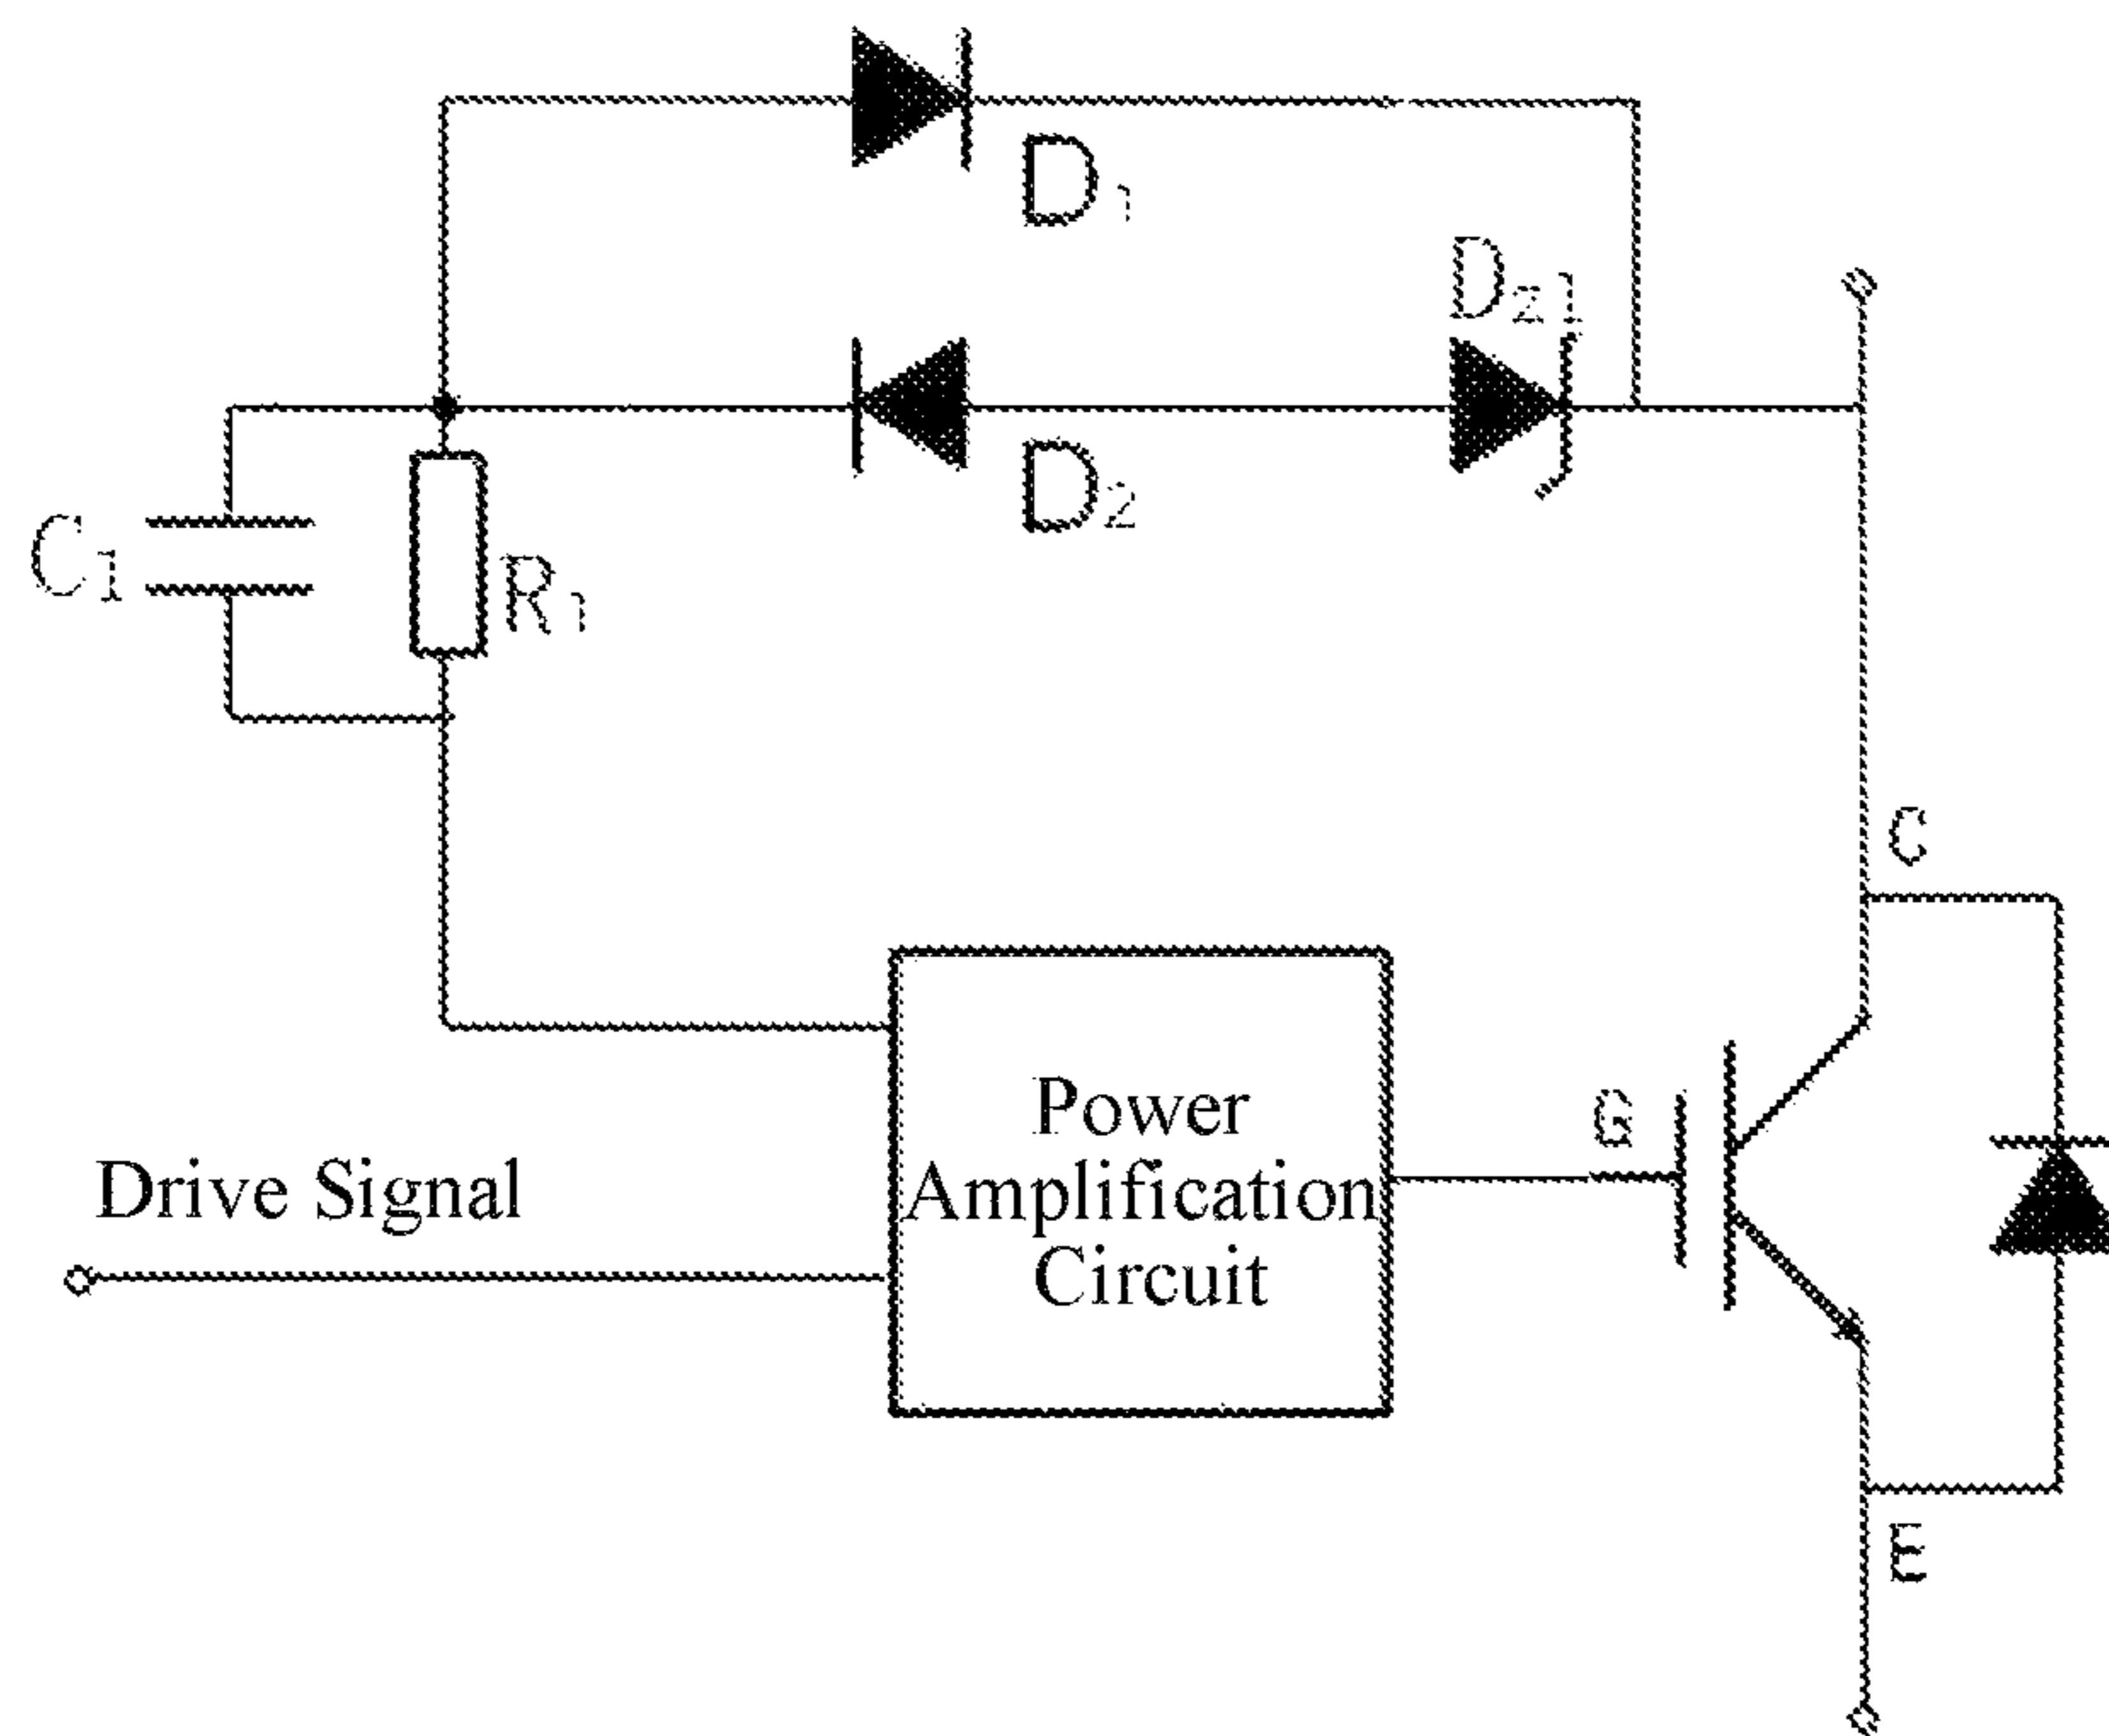 D1
Dz1
D2
C1
R1
C
Power
Amplification
Circuit
G
Drive Signal
E